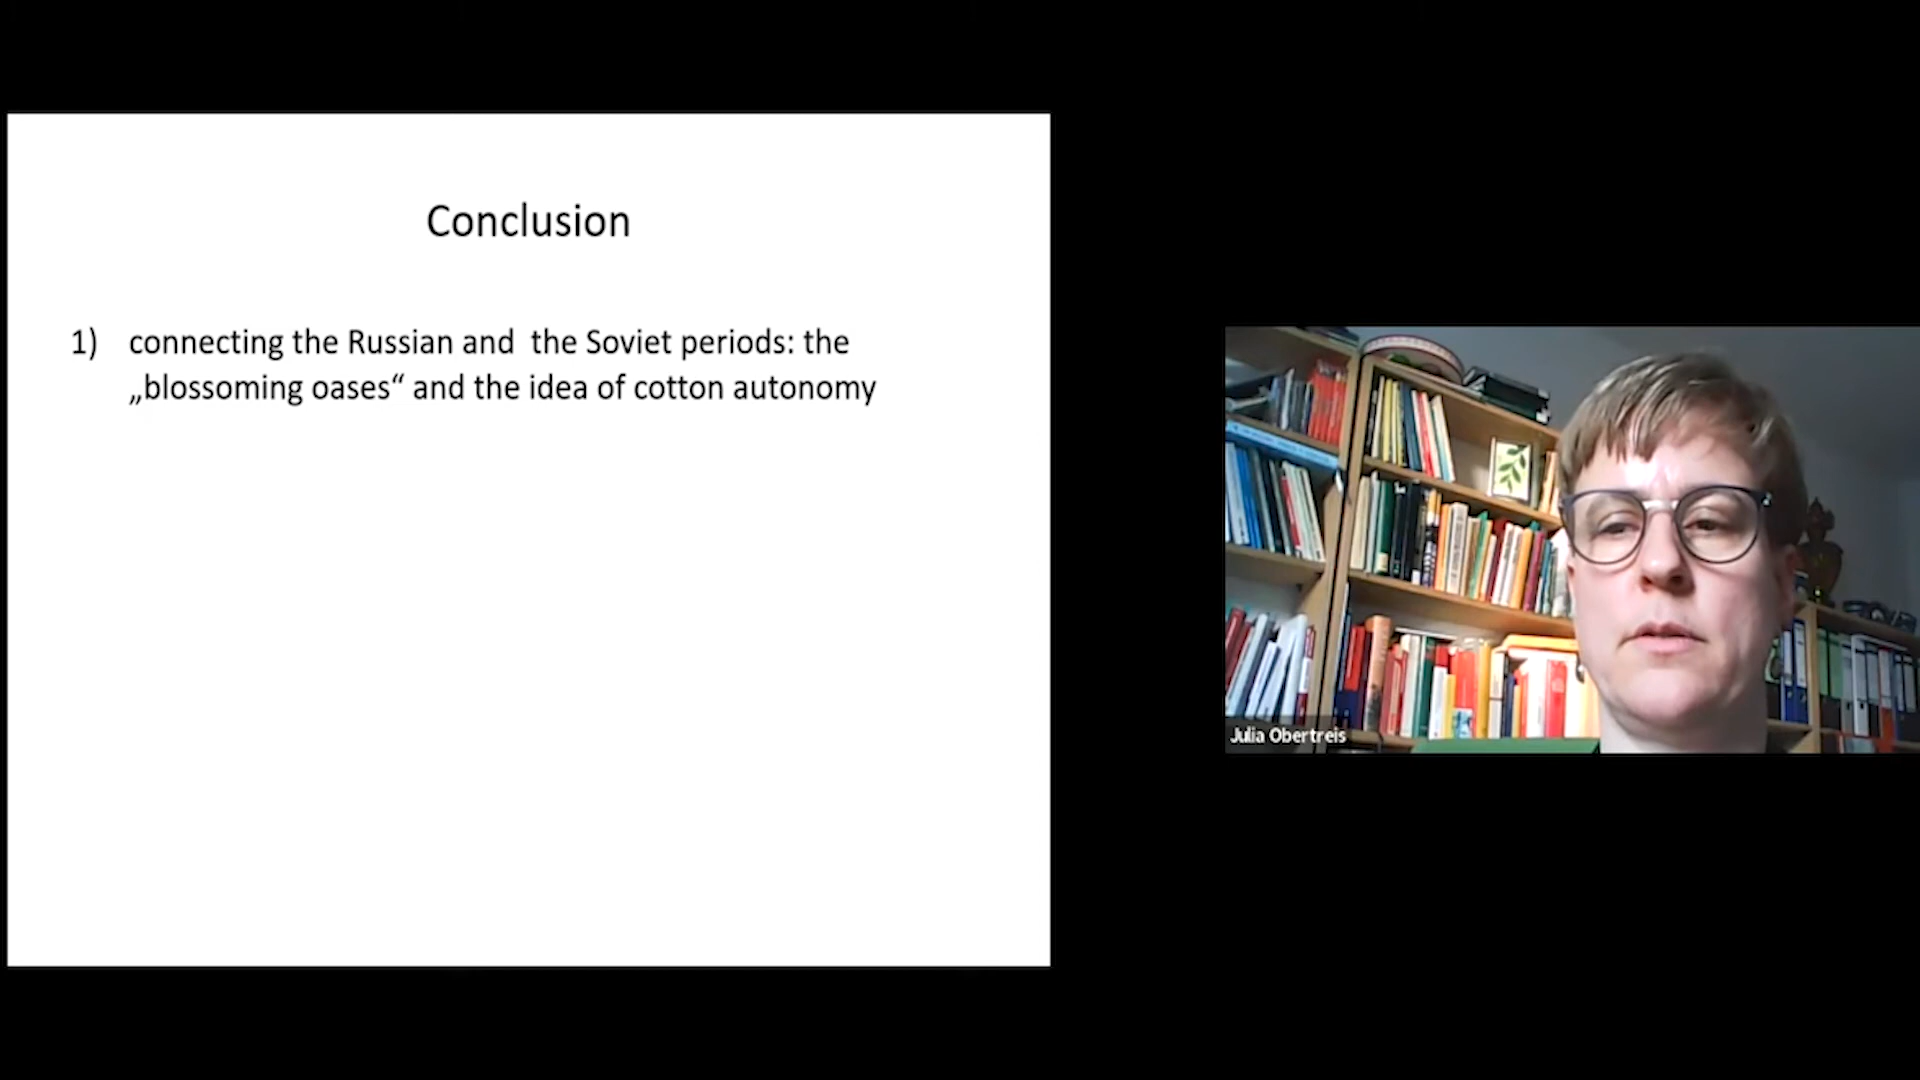 Conclusion
1) connecting the Russian and  the Soviet periods: the
„blossoming oases“ and the idea of cotton autonomy
Julia Obertreis